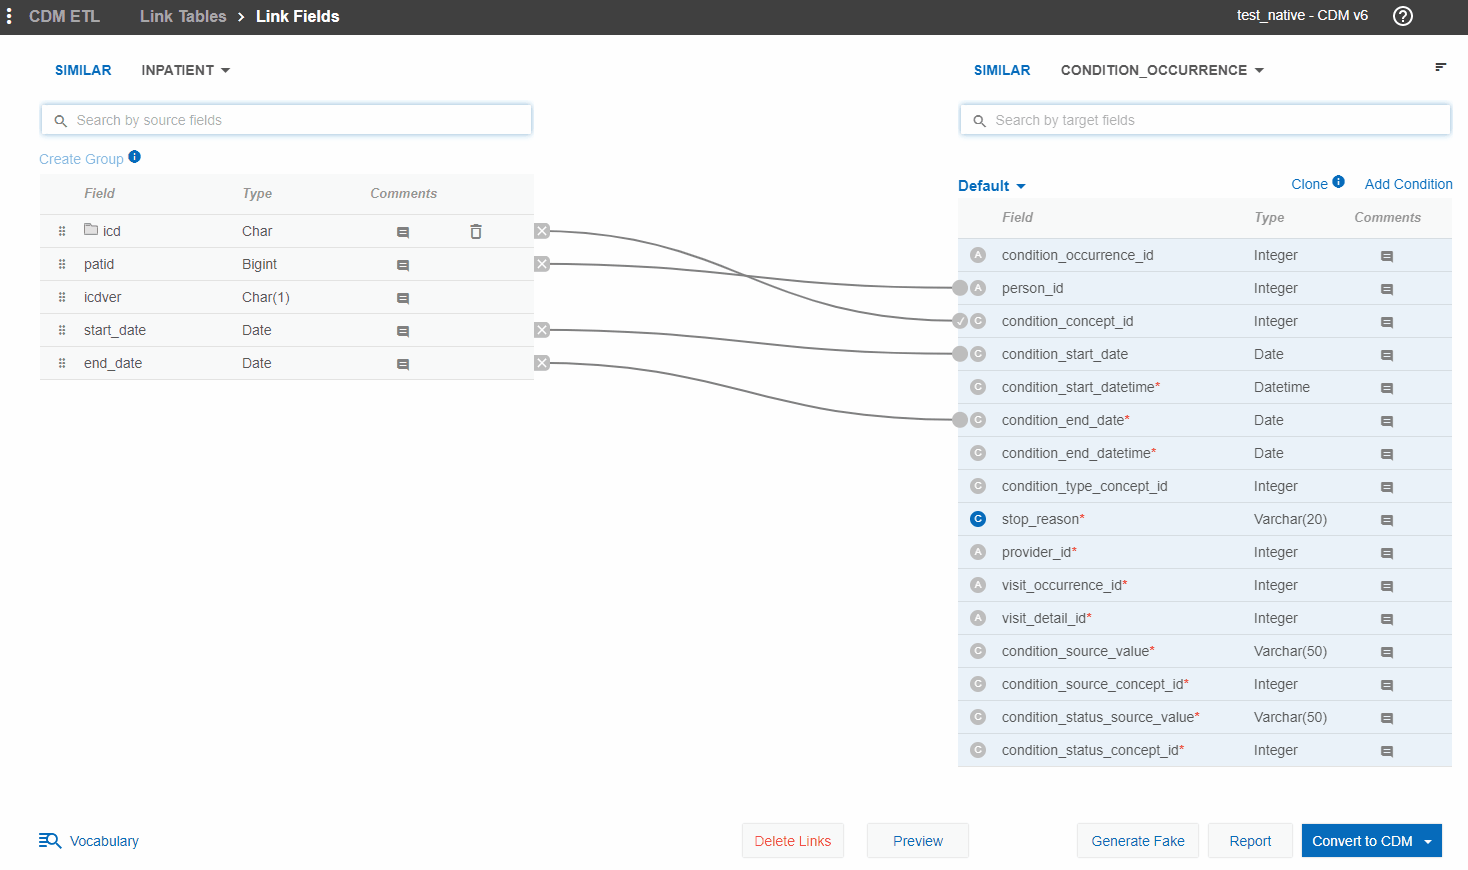 CDM ETL Link Tables > Link Fields test_native - CDM v6 ?
SIMILAR INPATIENT
SIMILAR CONDITION_OCCURRENCE
Search by source fields
Search by target fields
Create Group i
Default Clone i Add Condition
Field Type Comments
icd Char
patid Bigint
icdver Char(1)
start_date Date
end_date Date
Field Type Comments
A condition_occurrence_id Integer
A person_id Integer
C condition_concept_id Integer
C condition_start_date Date
C condition_start_datetime* Datetime
C condition_end_date* Date
C condition_end_datetime* Date
C condition_type_concept_id Integer
C stop_reason* Varchar(20)
A provider_id* Integer
A visit_occurrence_id* Integer
A visit_detail_id* Integer
C condition_source_value* Varchar(50)
C condition_source_concept_id* Integer
C condition_status_source_value* Varchar(50)
C condition_status_concept_id* Integer
Vocabulary Delete Links Preview Generate Fake Report Convert to CDM